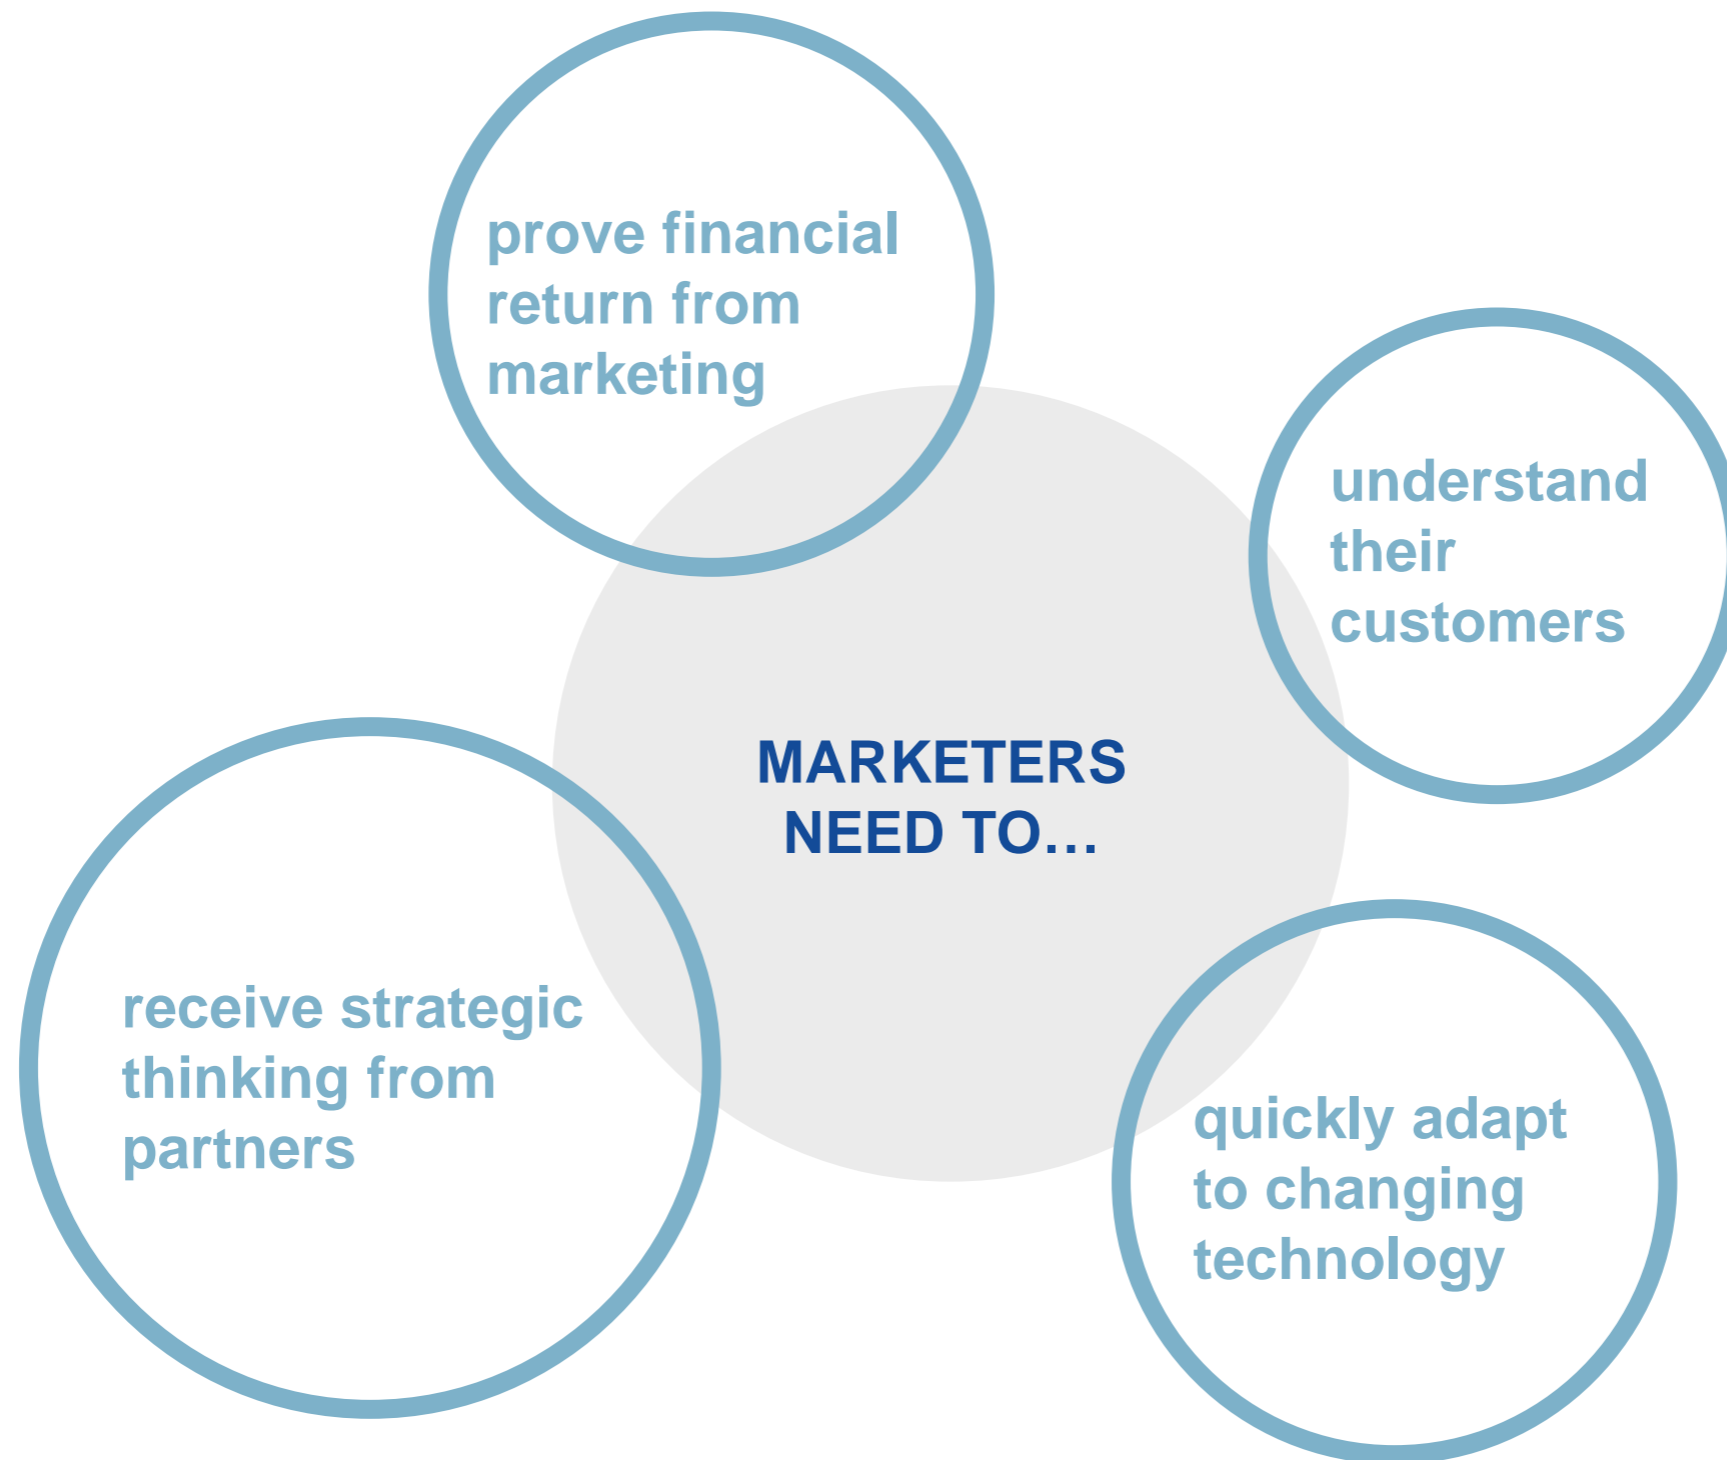 prove financial
return from
marketing
understand
their
customers
MARKETERS
NEED TO…
receive strategic
thinking from
partners
quickly adapt
to changing
technology